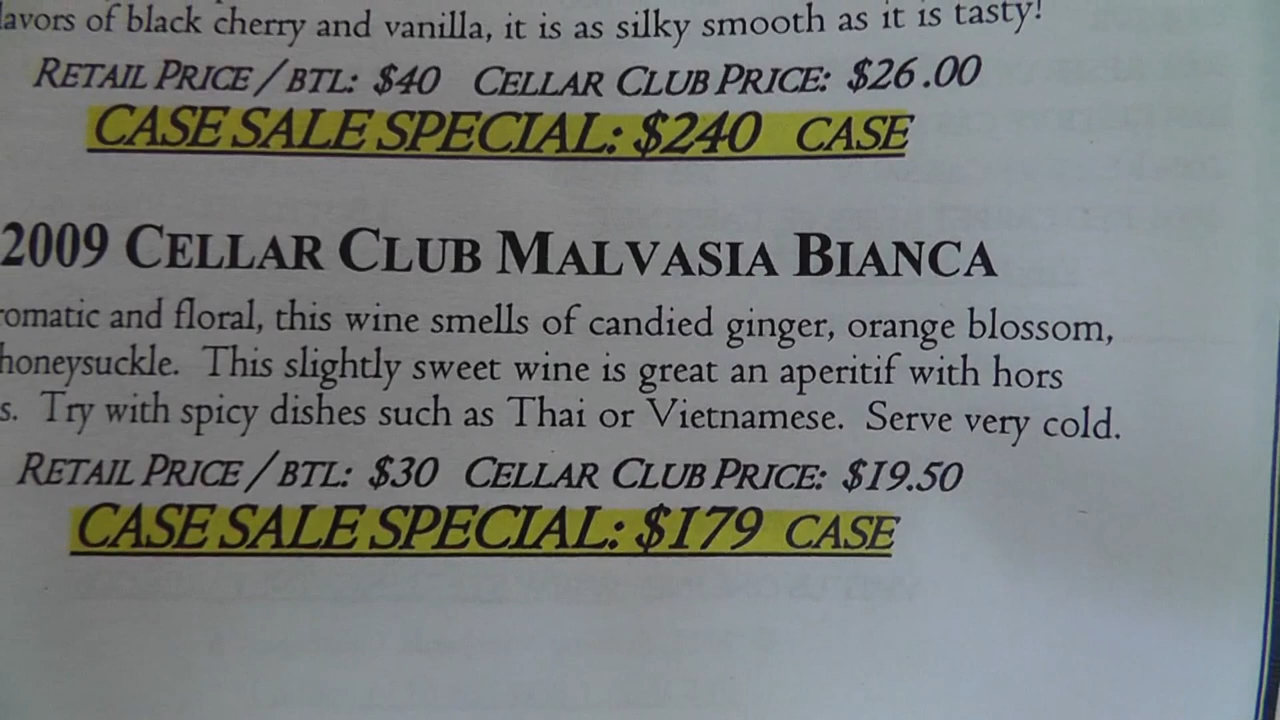 lavors of black cherry and vanilla, it is as silky smooth as it is tasty!
RETAIL PRICE / BTL: $40 CELLAR CLUB PRICE: $26.00
CASE SALE SPECIAL: $240 CASE
2009 CELLAR CLUB MALVASIA BIANCA
romatic and floral, this wine smells of candied ginger, orange blossom,
honeysuckle. This slightly sweet wine is great an aperitif with hors
s. Try with spicy dishes such as Thai or Vietnamese. Serve very cold.
RETAIL PRICE / BTL: $30 CELLAR CLUB PRICE: $19.50
CASE SALE SPECIAL: $179 CASE